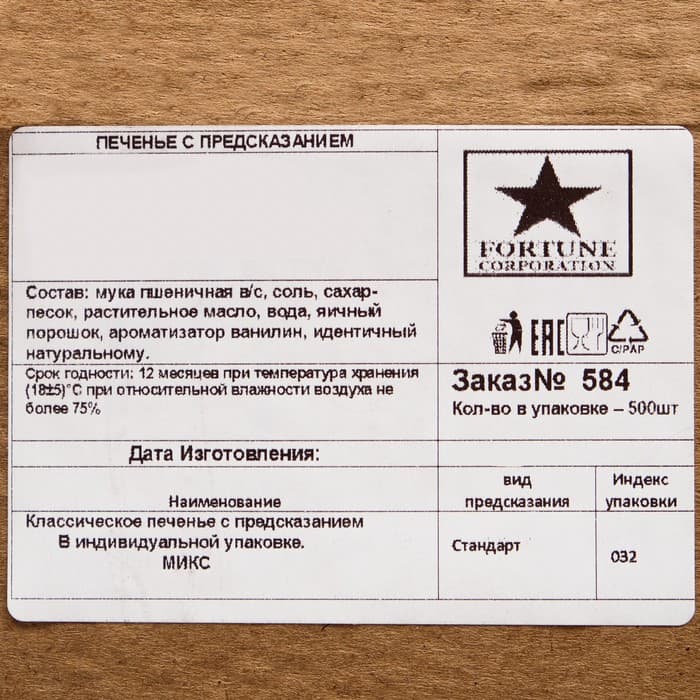 ПЕЧЕНЬЕ С ПРЕДСКАЗАНИЕМ
FORTUNE
CORPORATION
Состав: мука пшеничная в/с, соль, сахар-
песок, растительное масло, вода, яичный
порошок, ароматизатор ванилин, идентичный
натуральному.
EAC
C/PAP
Срок годности: 12 месяцев при температура хранения
(18±5)°С при относительной влажности воздуха не
более 75%
Заказ№ 584
Кол-во в упаковке – 500шт
Дата Изготовления:
Наименование
вид
предсказания
Индекс
упаковки
Классическое печенье с предсказанием
В индивидуальной упаковке.
МИКС
Стандарт
032